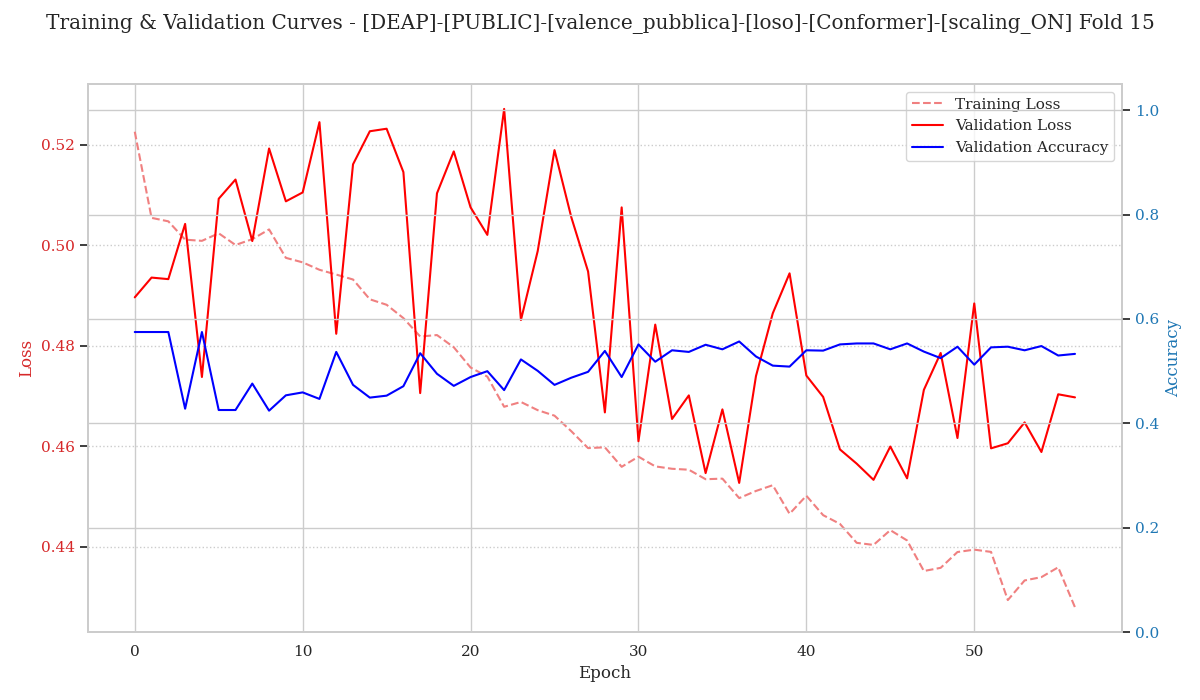 Training & Validation Curves - [DEAP]-[PUBLIC]-[valence_pubblica]-[loso]-[Conformer]-[scaling_ON] Fold 15
Training Loss
Validation Loss
Validation Accuracy
0.52
0.50
0.48
0.46
0.44
Loss
1.0
0.8
0.6
0.4
0.2
0.0
Accuracy
0 10 20 30 40 50
Epoch